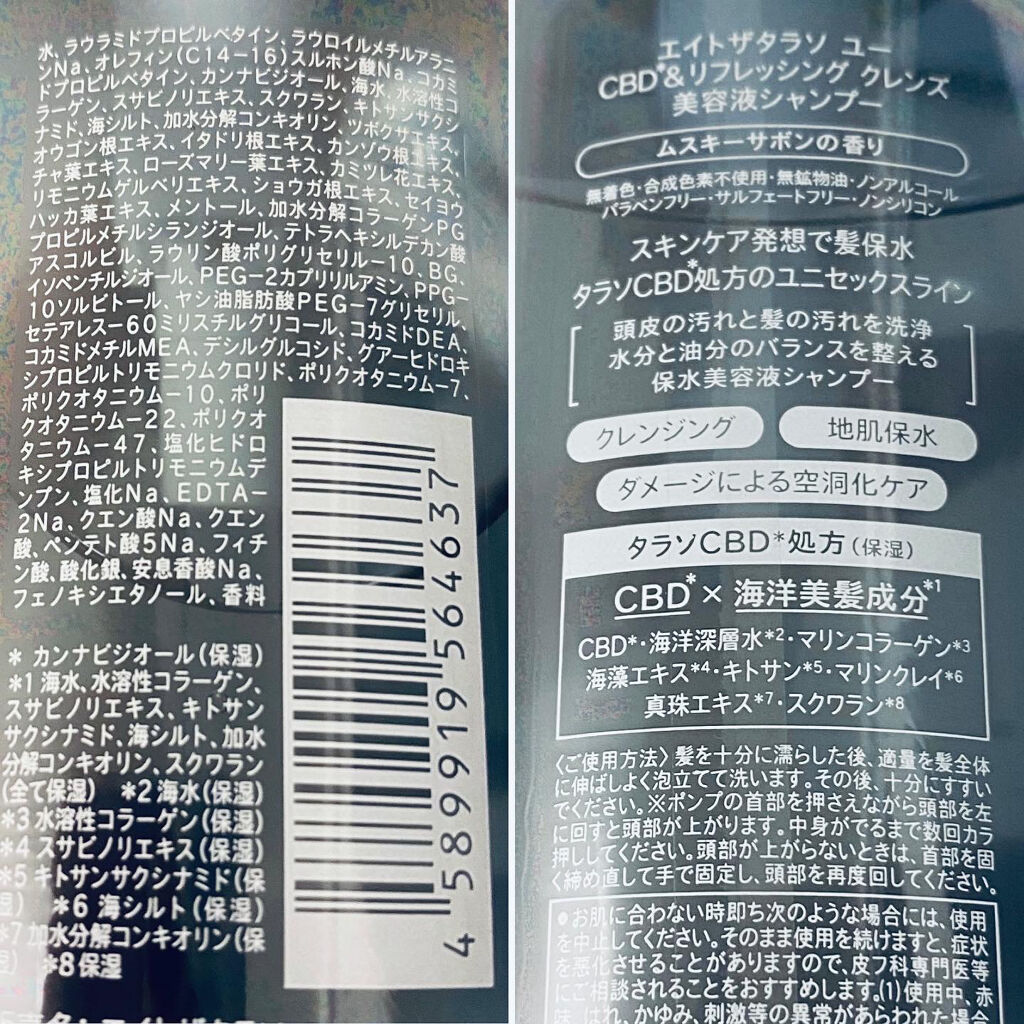 水、ラウラミドプロピルベタイン、ラウロイルメチルアラニ
ンNa、オレフィン(C14-16)スルホン酸Na、コカミ
ドプロピルベタイン、カンナビジオール、海水、水溶性コ
ラーゲン、スサビノリエキス、スクワラン、キトサンサクシ
ナミド、海シルト、加水分解コンキオリン、ツボクサエキス、
オウゴン根エキス、イタドリ根エキス、カンゾウ根エキス、
チャ葉エキス、ローズマリー葉エキス、カミツレ花エキス、
リモニウムゲルベリエキス、ショウガ根エキス、セイヨウ
ハッカ葉エキス、メントール、加水分解コラーゲンPG
プロピルメチルシランジオール、テトラヘキシルデカン酸
アスコルビル、ラウリン酸ポリグリセリル-10、BG、
イソペンチルジオール、PEG-2カプリリルアミン、PPG-
10ソルビトール、ヤシ油脂肪酸PEG-7グリセリル、
セテアレス-60ミリスチルグリコール、コカミドDEA、
コカミドメチルMEA、デシルグルコシド、グアーヒドロキ
シプロピルトリモニウムクロリド、ポリクオタニウム-7、
ポリクオタニウム-10、ポリ
クオタニウム-22、ポリクオ
タニウム-47、塩化ヒドロ
キシプロピルトリモニウムデ
ンプン、塩化Na、EDTA-
2Na、クエン酸Na、クエン
酸、ペンテト酸5Na、フィチ
ン酸、酸化銀、安息香酸Na、
フェノキシエタノール、香料
* カンナビジオール(保湿)
*1 海水、水溶性コラーゲン、
スサビノリエキス、キトサン
サクシナミド、海シルト、加水
分解コンキオリン、スクワラン
(全て保湿) *2 海水(保湿)
*3 水溶性コラーゲン(保湿)
*4 スサビノリエキス(保湿)
*5 キトサンサクシナミド(保
湿) *6 海シルト(保湿)
*7 加水分解コンキオリン(保
湿) *8 保湿
4589919564637
エイトザタラソ ユー
CBD*&リフレッシング クレンズ
美容液シャンプー
ムスキーサボンの香り
無着色・合成色素不使用・無鉱物油・ノンアルコール
パラベンフリー・サルフェートフリー・ノンシリコン
スキンケア発想で髪保水
タラソCBD*処方のユニセックスライン
頭皮の汚れと髪の汚れを洗浄
水分と油分のバランスを整える
保水美容液シャンプー
クレンジング 地肌保水
ダメージによる空洞化ケア
タラソCBD*処方(保湿)
CBD*×海洋美髪成分*1
CBD*・海洋深層水*2・マリンコラーゲン*3
海藻エキス*4・キトサン*5・マリンクレイ*6
真珠エキス*7・スクワラン*8
〈ご使用方法〉髪を十分に濡らした後、適量を髪全体
に伸ばしよく泡立てて洗います。その後、十分にすすい
でください。※ポンプの首部を押さえながら頭部を左
に回すと頭部が上がります。中身がでるまで数回カラ
押ししてください。頭部が上がらないときは、首部を固
く締め直して手で固定し、頭部を再度回してください。
●お肌に合わない時即ち次のような場合には、使用
を中止してください。そのまま使用を続けますと、症状
を悪化させることがありますので、皮フ科専門医等
にご相談されることをおすすめします。(1)使用中、赤
味、はれ、かゆみ、刺激等の異常があらわれた場合